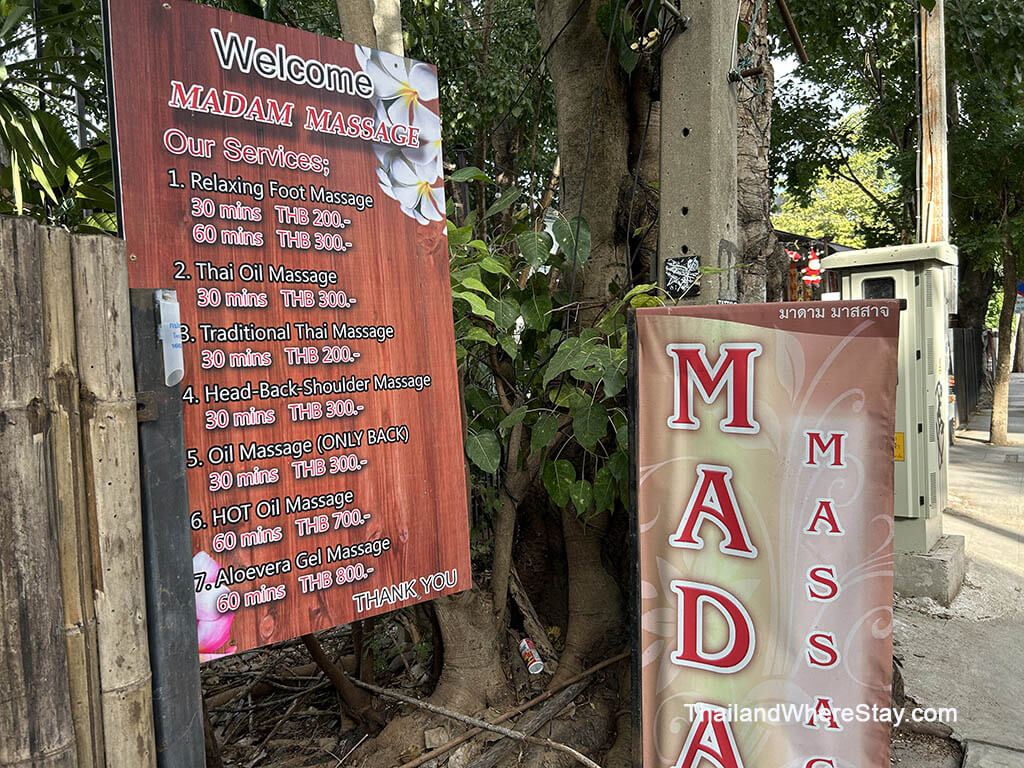 Welcome
MADAM MASSAGE
Our Services;
1. Relaxing Foot Massage
30 mins THB 200.-
60 mins THB 300.-
2. Thai Oil Massage
30 mins THB 300.-
3. Traditional Thai Massage
30 mins THB 200.-
4. Head-Back-Shoulder Massage
30 mins THB 300.-
5. Oil Massage (ONLY BACK)
30 mins THB 300.-
6. HOT Oil Massage
60 mins THB 700.-
7. Aloevera Gel Massage
60 mins THB 800.-
THANK YOU
มาดาม มาสสาจ
MADA
MASSAG
ThailandWhereStay.com